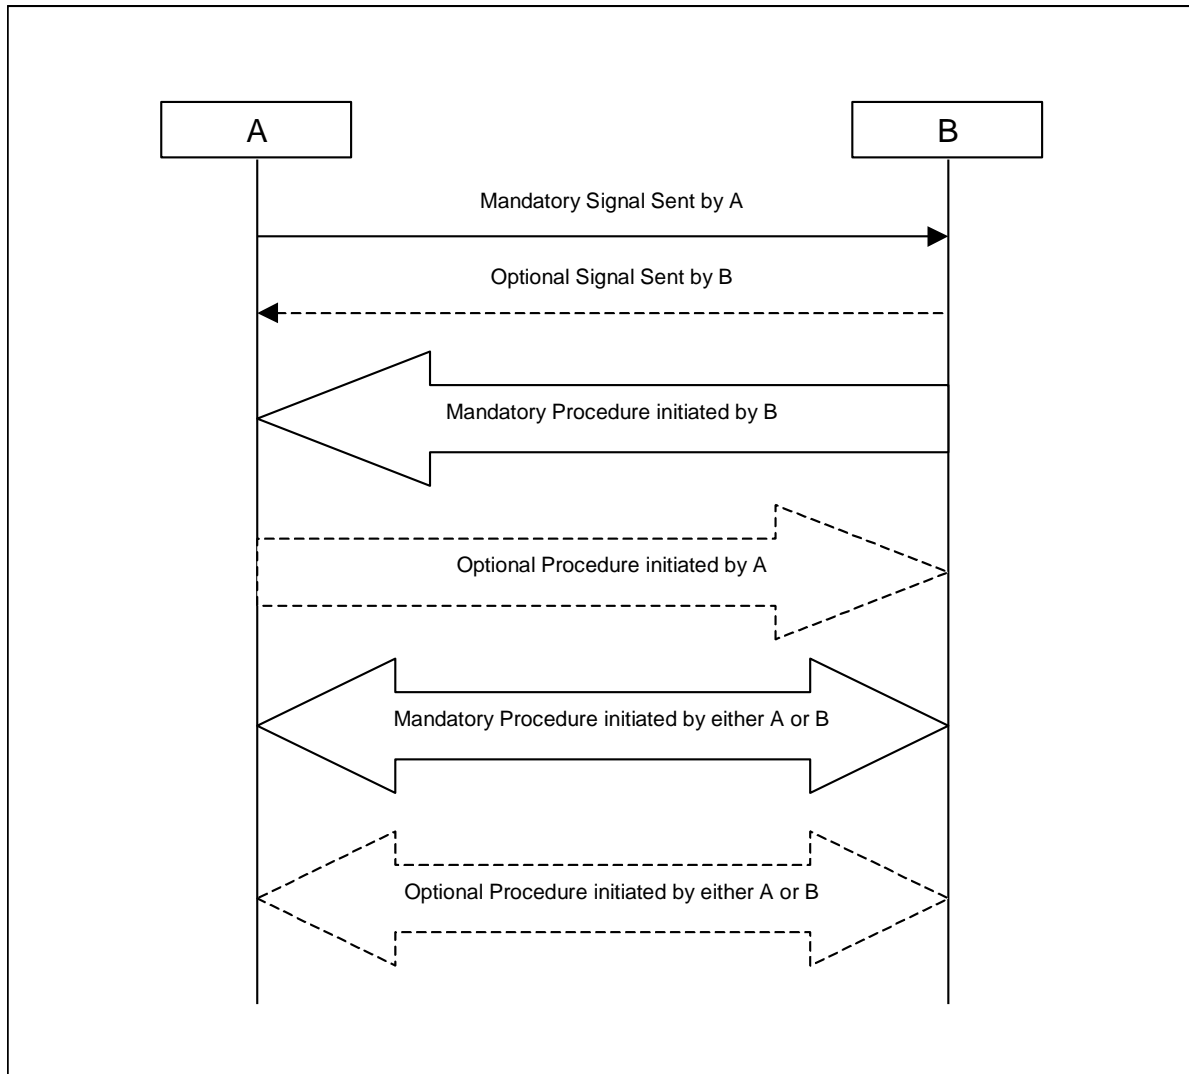 A
B
Mandatory Signal Sent by A
Optional Signal Sent by B
Mandatory Procedure initiated by B
Optional Procedure initiated by A
Mandatory Procedure initiated by either A or B
Optional Procedure initiated by either A or B